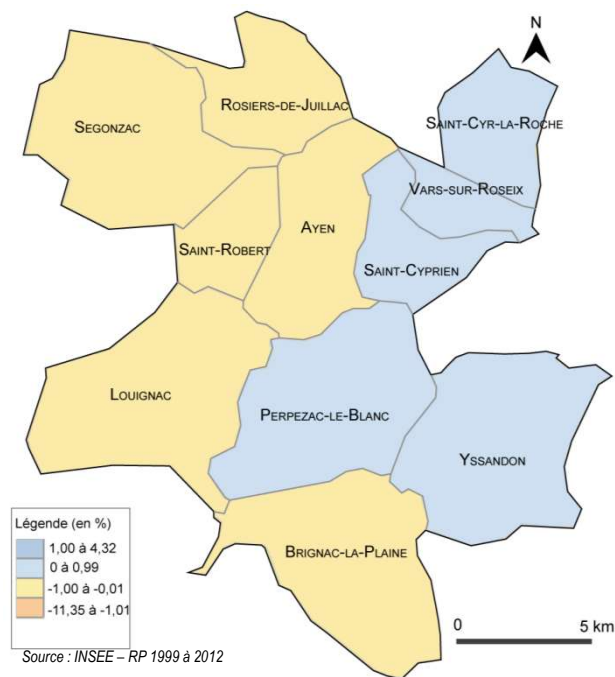 N
ROSIERS-DE-JUILLAC
SEGONZAC
SAINT-CYR-LA-ROCHE
VARS-SUR-ROSEIX
AYEN
SAINT-ROBERT
SAINT-CYPRIEN
LOUIGNAC
PERPEZAC-LE-BLANC
YSSANDON
BRIGNAC-LA-PLAINE
Légende (en %)
1,00 à 4,32
0 à 0,99
-1,00 à -0,01
-11,35 à -1,01
0 5 km
Source : INSEE – RP 1999 à 2012